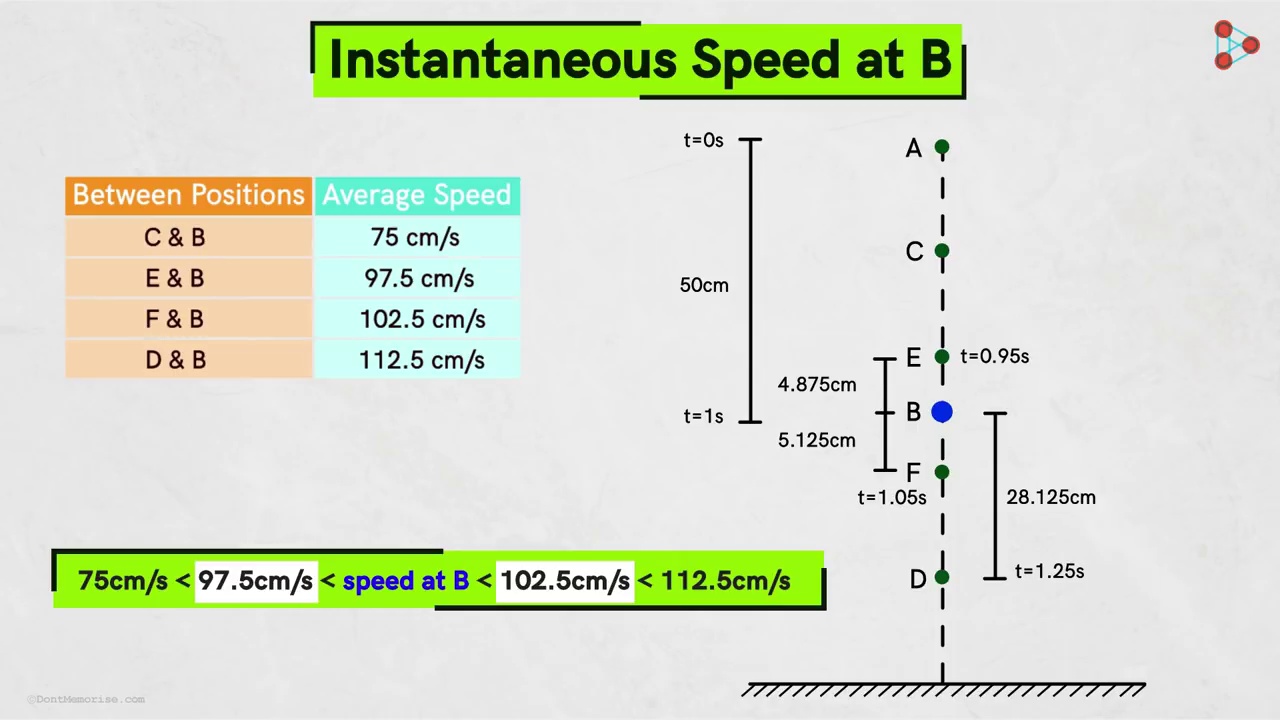 Instantaneous Speed at B
Between Positions Average Speed
C & B 75 cm/s
E & B 97.5 cm/s
F & B 102.5 cm/s
D & B 112.5 cm/s
t=0s
50cm
t=1s
A
C
E t=0.95s
4.875cm
B
5.125cm
F
t=1.05s
28.125cm
D t=1.25s
75cm/s < 97.5cm/s < speed at B < 102.5cm/s < 112.5cm/s
©DontMemorise.com